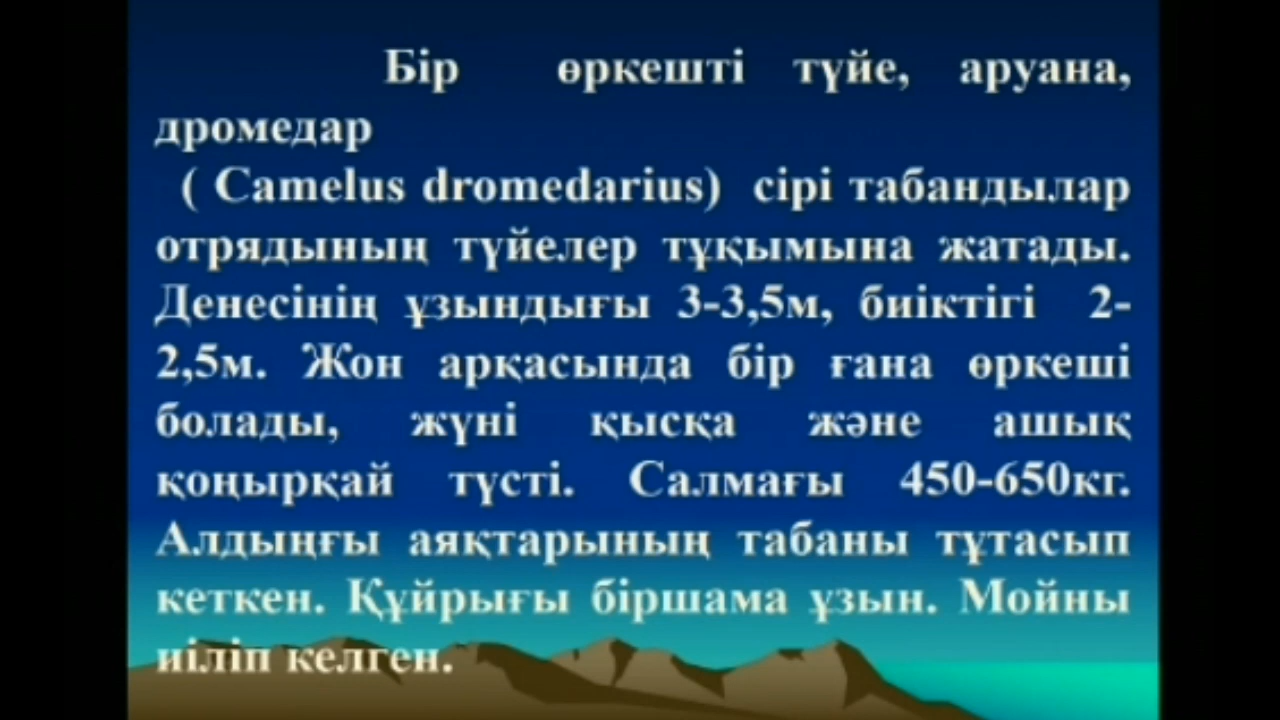 Бір өркешті түйе, аруана,
дромедар
( Camelus dromedarius) сірі табандылар
отрядының түйелер тұқымына жатады.
Денесінің ұзындығы 3-3,5м, биіктігі 2-
2,5м. Жон арқасында бір ғана өркеші
болады, жүні қысқа және ашық
қоңырқай түсті. Салмағы 450-650кг.
Алдыңғы аяқтарының табаны тұтасып
кеткен. Құйрығы біршама ұзын. Мойны
иіліп келген.